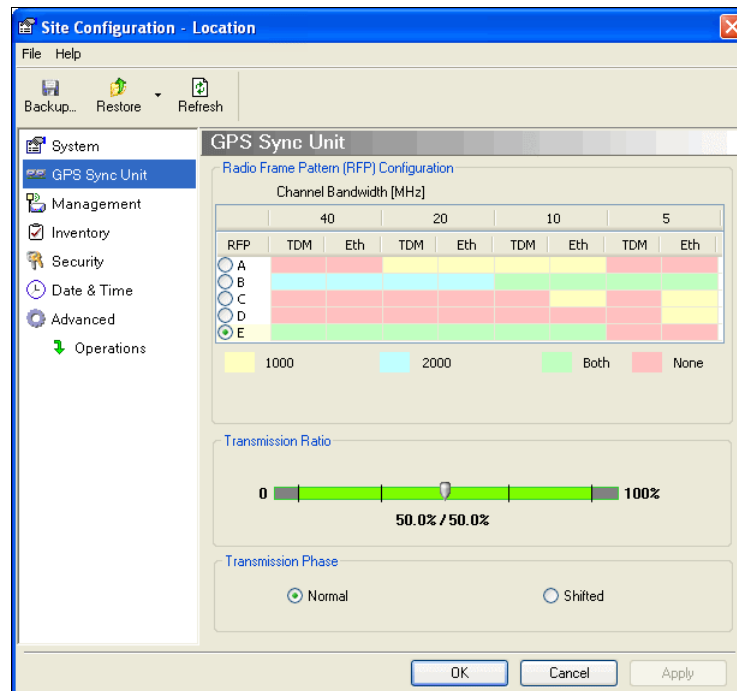 Site Configuration - Location
File Help
Backup... Restore Refresh
System
GPS Sync Unit
Management
Inventory
Security
Date & Time
Advanced
Operations
GPS Sync Unit
Radio Frame Pattern (RFP) Configuration
Channel Bandwidth [MHz]
40 20 10 5
RFP TDM Eth TDM Eth TDM Eth TDM Eth
A
B
C
D
E
1000 2000 Both None
Transmission Ratio
0 100%
50.0% / 50.0%
Transmission Phase
Normal Shifted
OK Cancel Apply